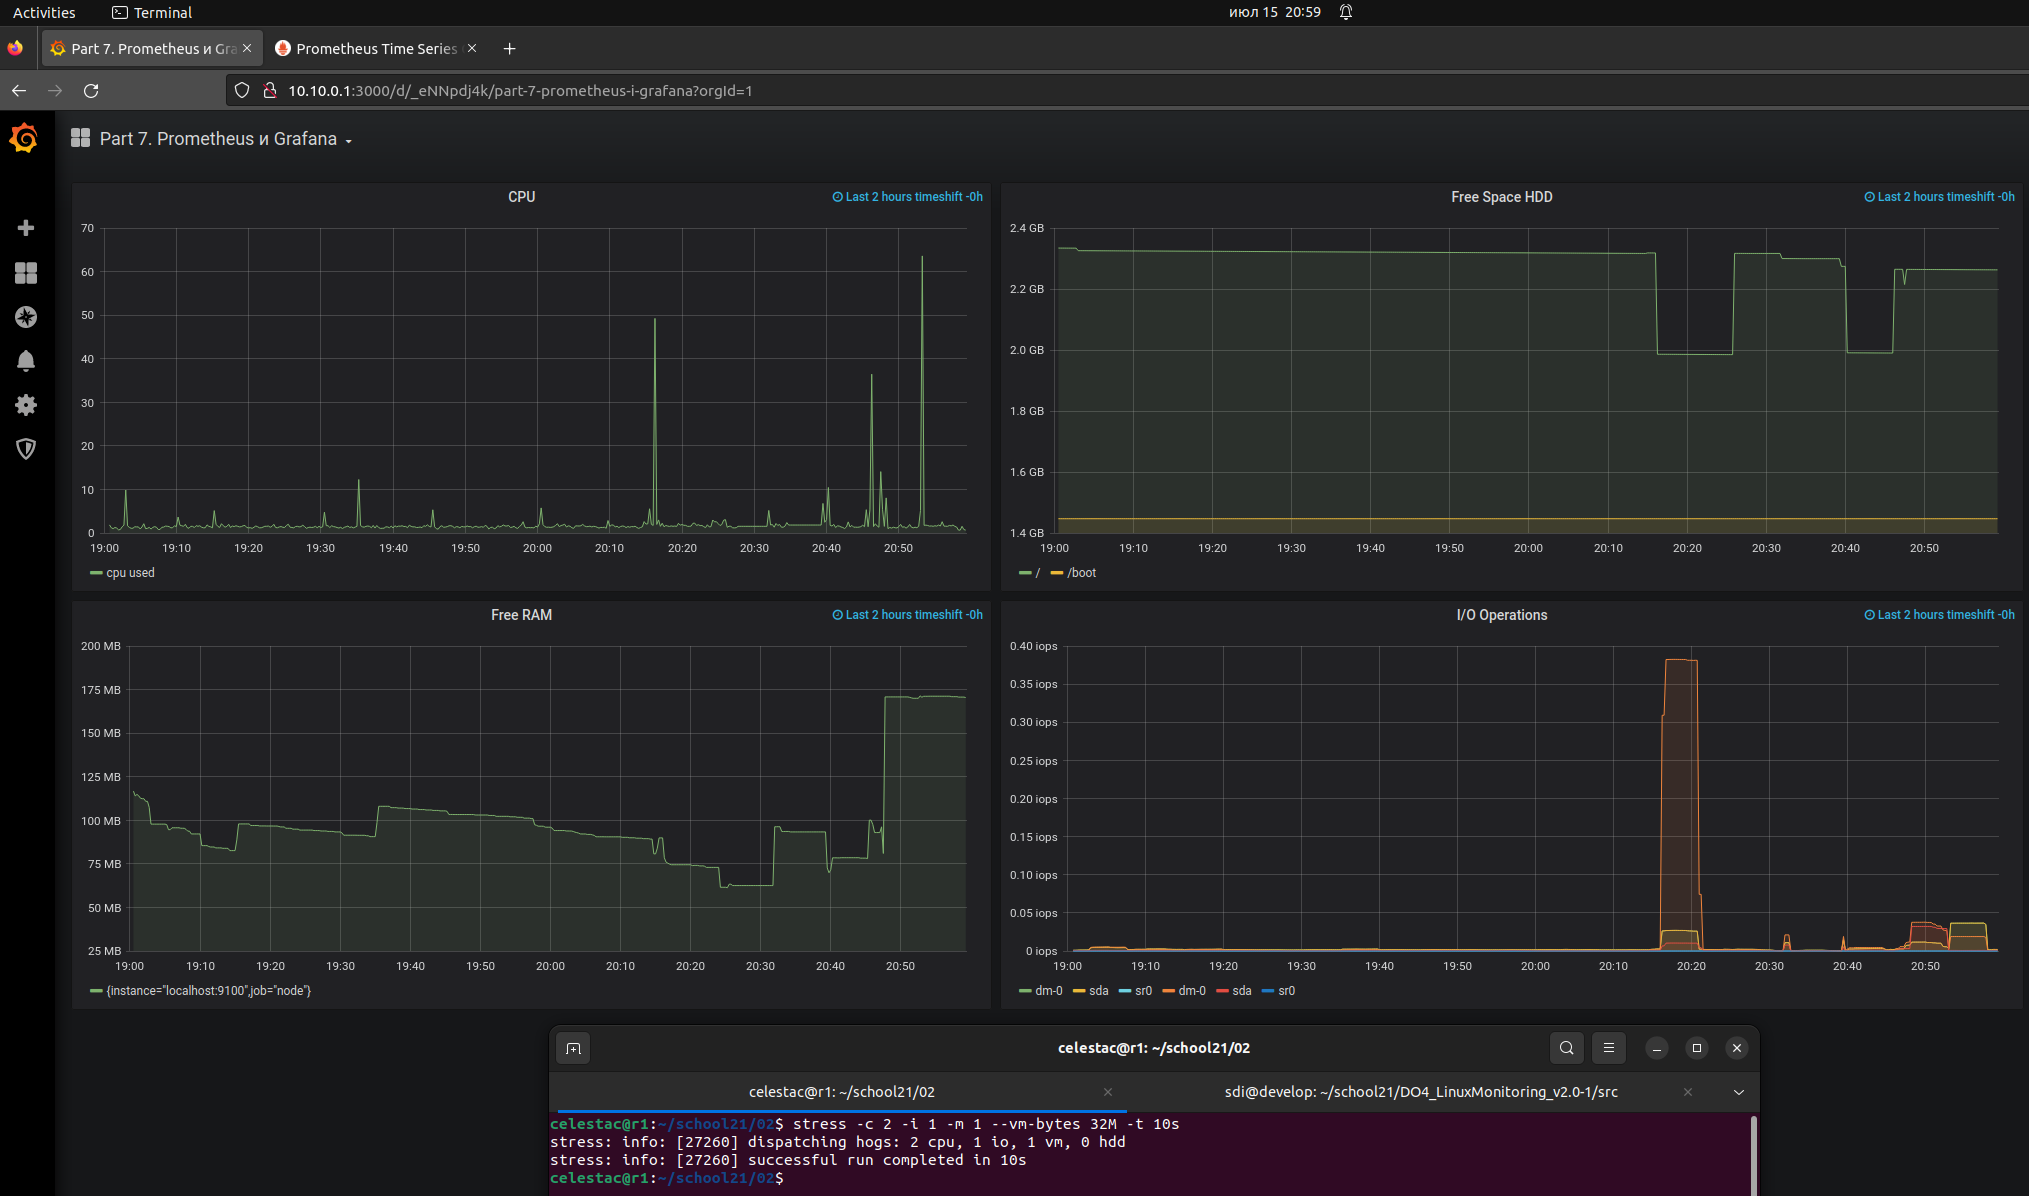 Activities Terminal июл 15 20:59
Part 7. Prometheus и Gra Prometheus Time Series
10.10.0.1:3000/d/_eNNpdj4k/part-7-prometheus-i-grafana?orgId=1
Part 7. Prometheus и Grafana
CPU Last 2 hours timeshift -0h
70
60
50
40
30
20
10
0
19:00 19:10 19:20 19:30 19:40 19:50 20:00 20:10 20:20 20:30 20:40 20:50
cpu used
Free Space HDD Last 2 hours timeshift -0h
2.4 GB
2.2 GB
2.0 GB
1.8 GB
1.6 GB
1.4 GB
19:00 19:10 19:20 19:30 19:40 19:50 20:00 20:10 20:20 20:30 20:40 20:50
/ /boot
Free RAM Last 2 hours timeshift -0h
200 MB
175 MB
150 MB
125 MB
100 MB
75 MB
50 MB
25 MB
19:00 19:10 19:20 19:30 19:40 19:50 20:00 20:10 20:20 20:30 20:40 20:50
{instance="localhost:9100",job="node"}
I/O Operations Last 2 hours timeshift -0h
0.40 iops
0.35 iops
0.30 iops
0.25 iops
0.20 iops
0.15 iops
0.10 iops
0.05 iops
0 iops
19:00 19:10 19:20 19:30 19:40 19:50 20:00 20:10 20:20 20:30 20:40 20:50
dm-0 sda sr0 dm-0 sda sr0
celestac@r1: ~/school21/02
celestac@r1: ~/school21/02 sdi@develop: ~/school21/DO4_LinuxMonitoring_v2.0-1/src
celestac@r1:~/school21/02$ stress -c 2 -i 1 -m 1 --vm-bytes 32M -t 10s
stress: info: [27260] dispatching hogs: 2 cpu, 1 io, 1 vm, 0 hdd
stress: info: [27260] successful run completed in 10s
celestac@r1:~/school21/02$